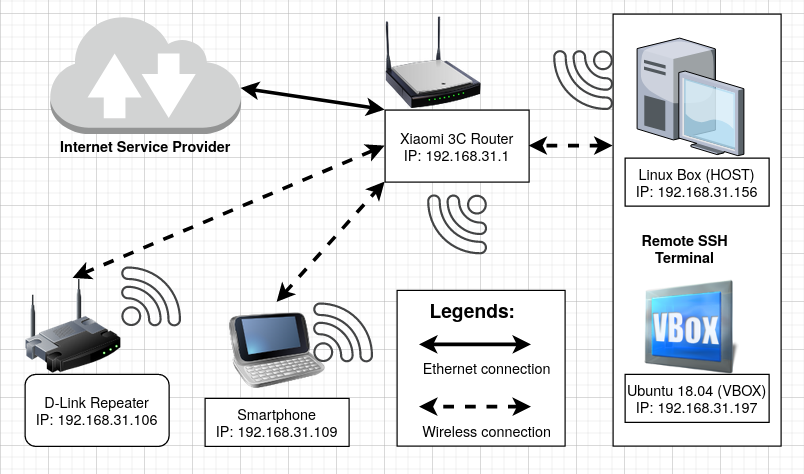 Internet Service Provider
Xiaomi 3C Router
IP: 192.168.31.1
Linux Box (HOST)
IP: 192.168.31.156
Remote SSH
Terminal
VBOX
Ubuntu 18.04 (VBOX)
IP: 192.168.31.197
D-Link Repeater
IP: 192.168.31.106
Smartphone
IP: 192.168.31.109
Legends:
Ethernet connection
Wireless connection